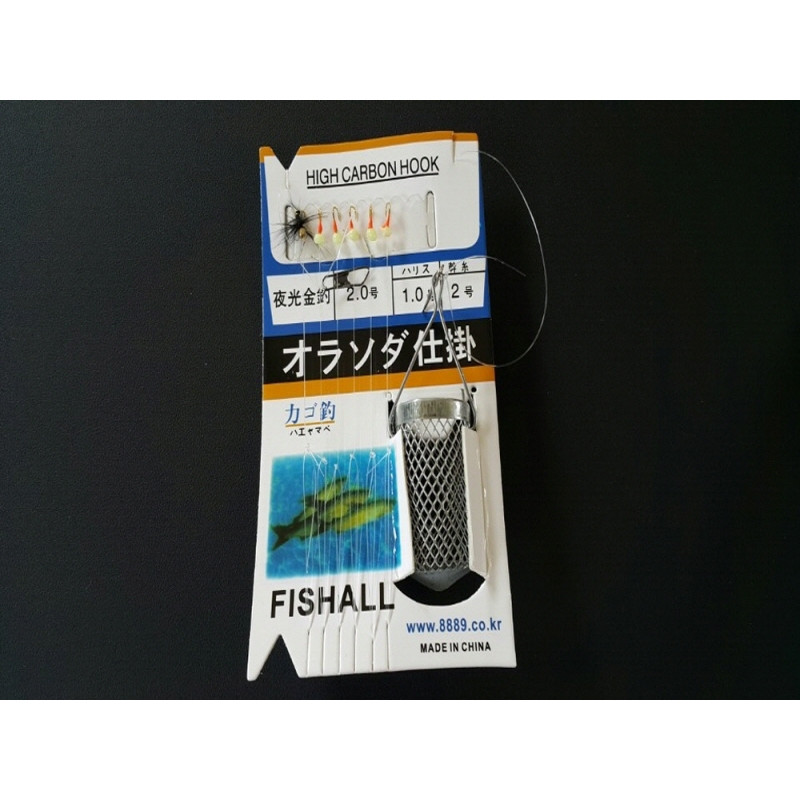 HIGH CARBON HOOK
ハリス 幹糸
夜光金鈎 2.0号 1.0 2号
オラソダ仕掛
カゴ釣
ハエヤマベ
FISHALL
www.8889.co.kr
MADE IN CHINA